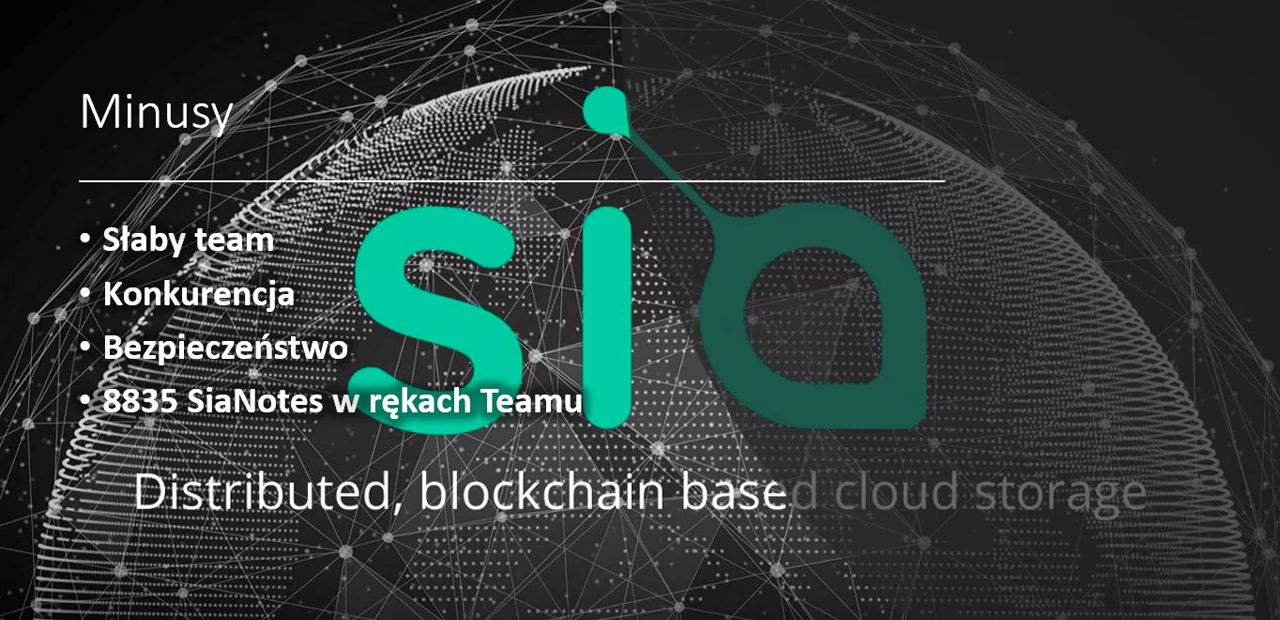 Minusy
• Słaby team
• Konkurencja
• Bezpieczeństwo
• 8835 SiaNotes w rękach Teamu
sia
Distributed, blockchain based cloud storage